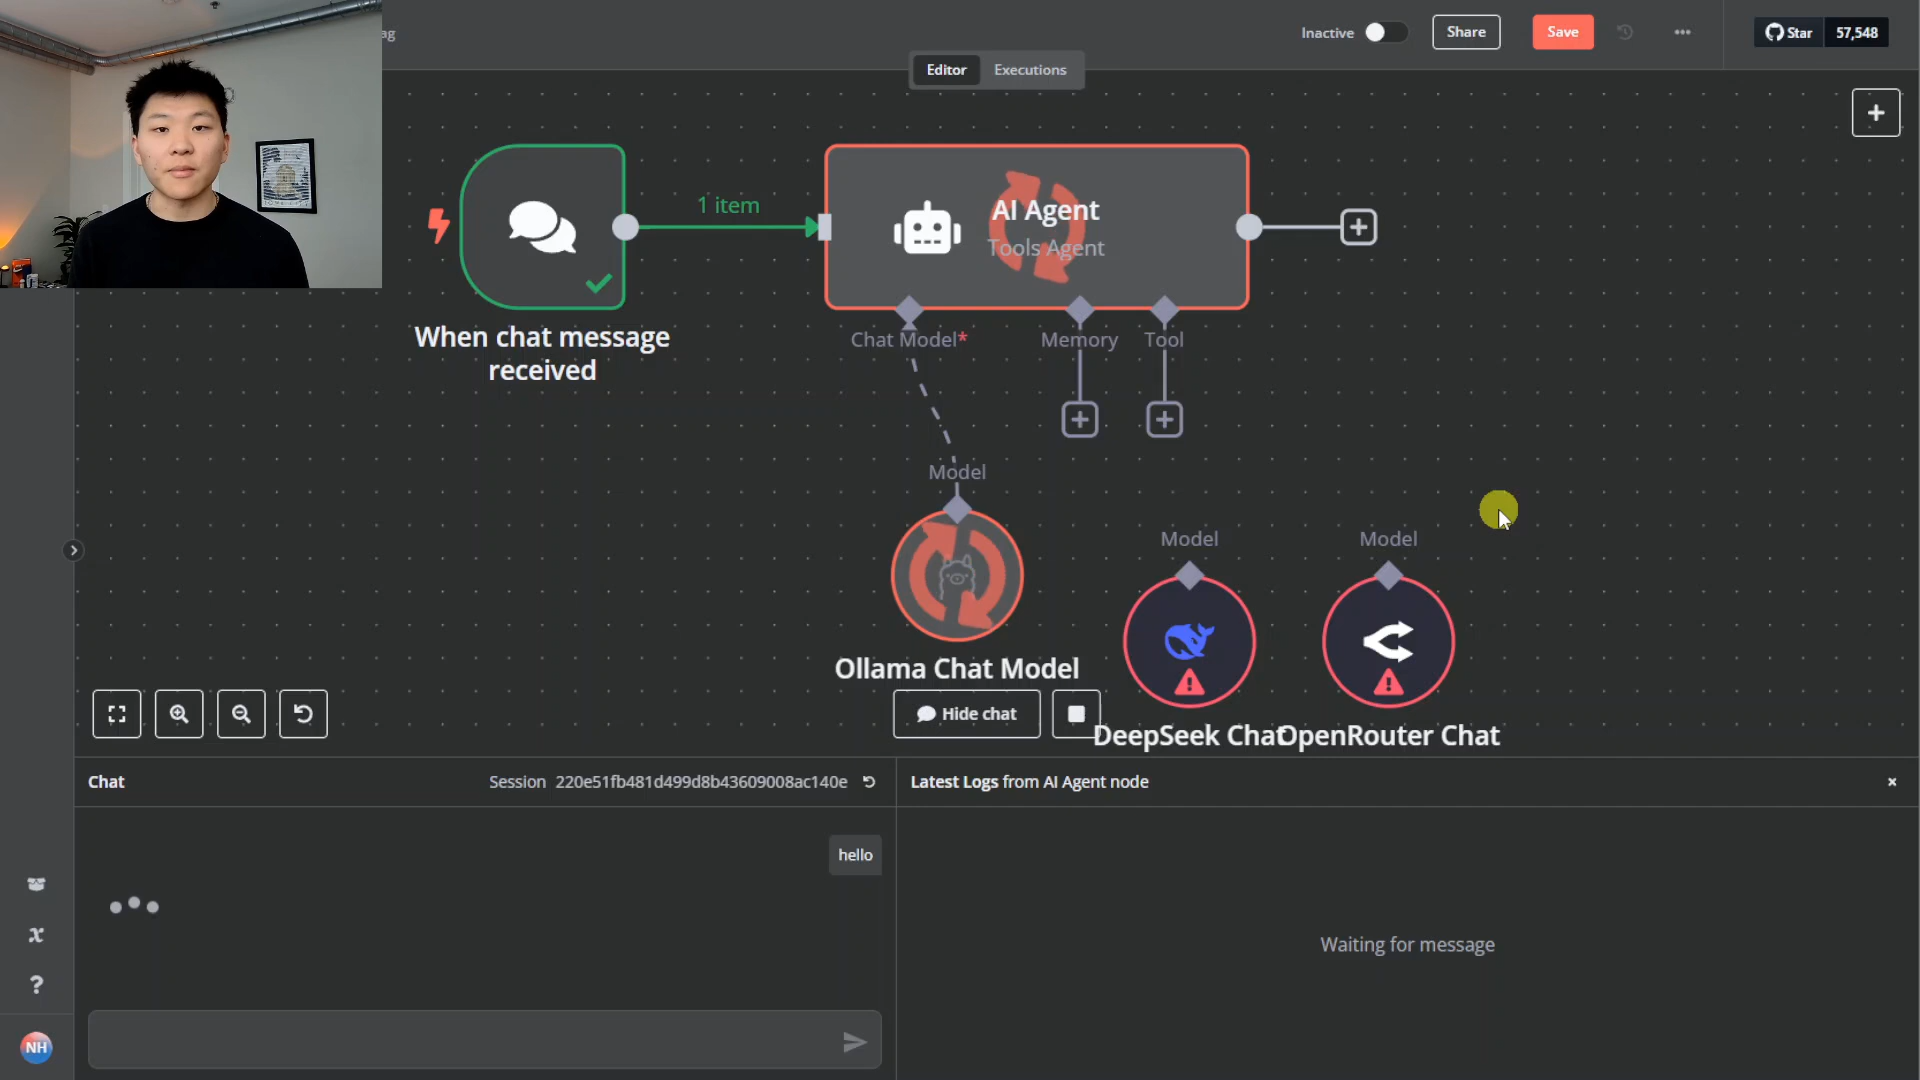 ag
Inactive
Share
Save
Star
57,548
Editor
Executions
1 item
AI Agent
Tools Agent
When chat message
received
Chat Model*
Memory
Tool
Model
Model
Model
Ollama Chat Model
Hide chat
DeepSeek Chat
OpenRouter Chat
Chat
Session 220e51fb481d499d8b43609008ac140e
Latest Logs from AI Agent node
hello
Waiting for message
NH